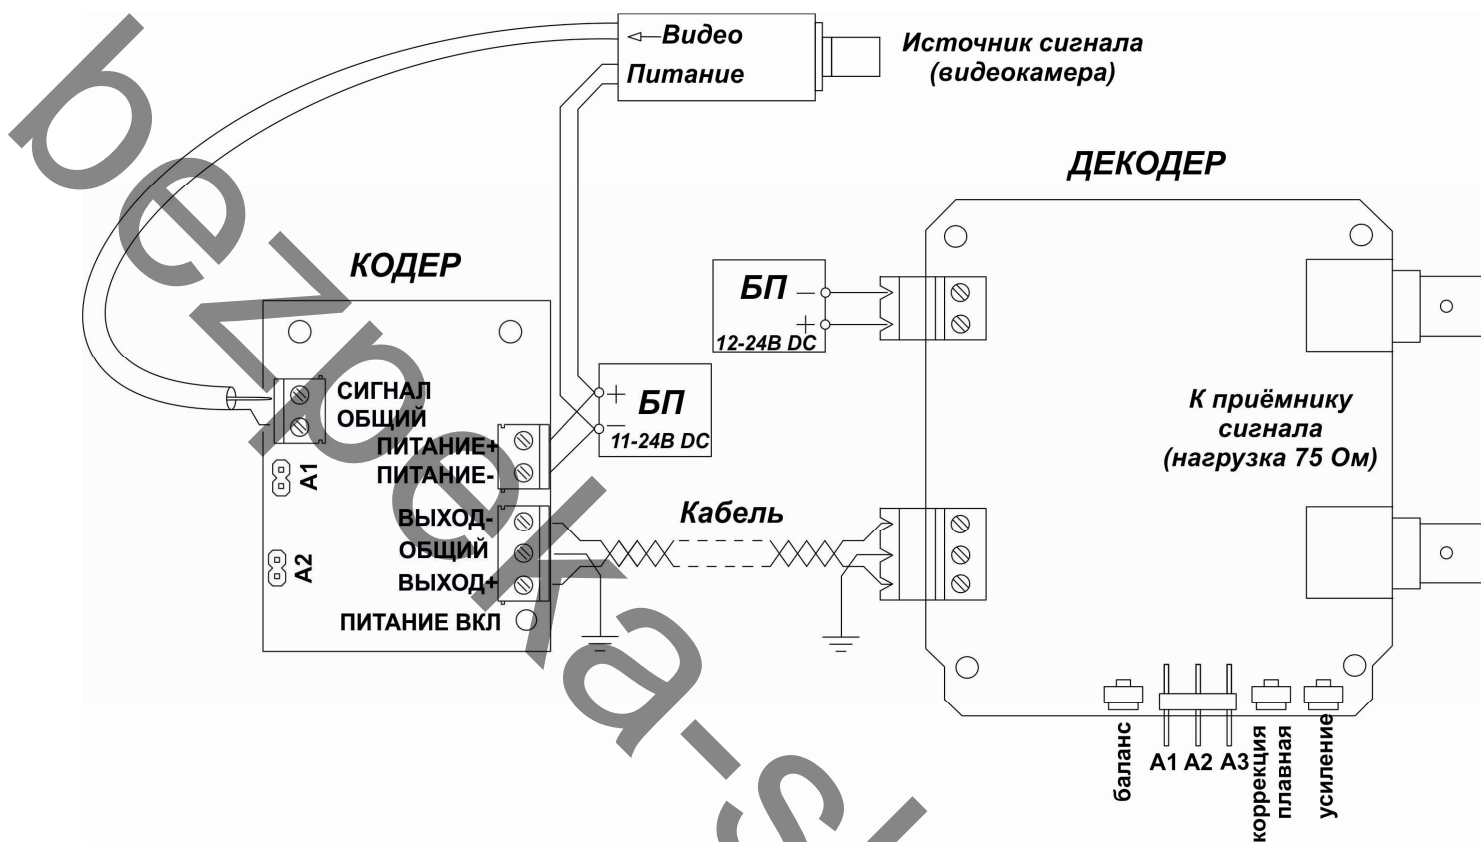 Видео
Питание
Источник сигнала
(видеокамера)
ДЕКОДЕР
КОДЕР
БП
12-24В DC
СИГНАЛ
ОБЩИЙ
ПИТАНИЕ+
ПИТАНИЕ-
+
−
БП
11-24В DC
−
+
К приёмнику
сигнала
(нагрузка 75 Ом)
А1
А2
ВЫХОД-
ОБЩИЙ
ВЫХОД+
ПИТАНИЕ ВКЛ
Кабель
баланс
А1 А2 А3
коррекция
плавная
усиление
bezpeka-sh